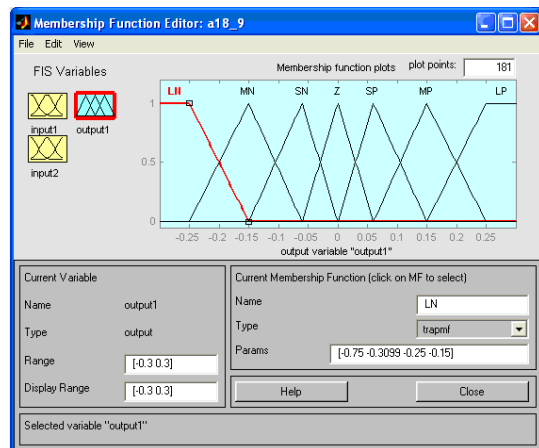 Membership Function Editor: a18_9
File Edit View
FIS Variables
Membership function plots plot points: 181
input1 output1
input2
LN MN SN Z SP MP LP
1
0.5
0
-0.25 -0.2 -0.15 -0.1 -0.05 0 0.05 0.1 0.15 0.2 0.25
output variable "output1"
Current Variable
Name output1
Type output
Range [-0.3 0.3]
Display Range [-0.3 0.3]
Current Membership Function (click on MF to select)
Name LN
Type trapmf
Params [-0.75 -0.3099 -0.25 -0.15]
Help Close
Selected variable "output1"